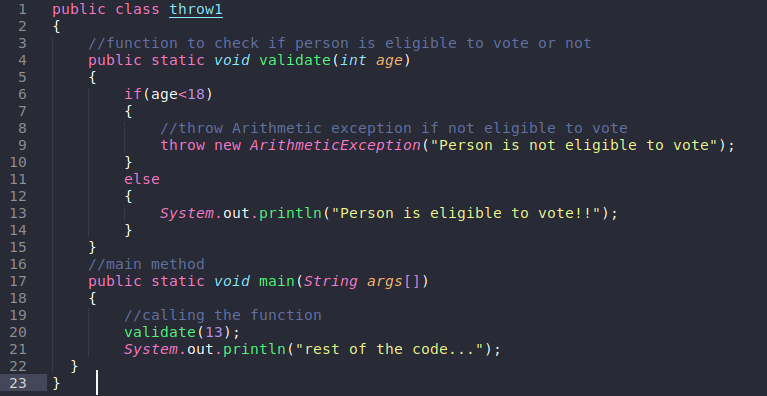 1 public class throw1
2 {
3     //function to check if person is eligible to vote or not
4     public static void validate(int age)
5     {
6         if(age<18)
7         {
8             //throw Arithmetic exception if not eligible to vote
9             throw new ArithmeticException("Person is not eligible to vote");
10         }
11         else
12         {
13             System.out.println("Person is eligible to vote!!");
14         }
15     }
16     //main method
17     public static void main(String args[])
18     {
19         //calling the function
20         validate(13);
21         System.out.println("rest of the code...");
22   }
23 }